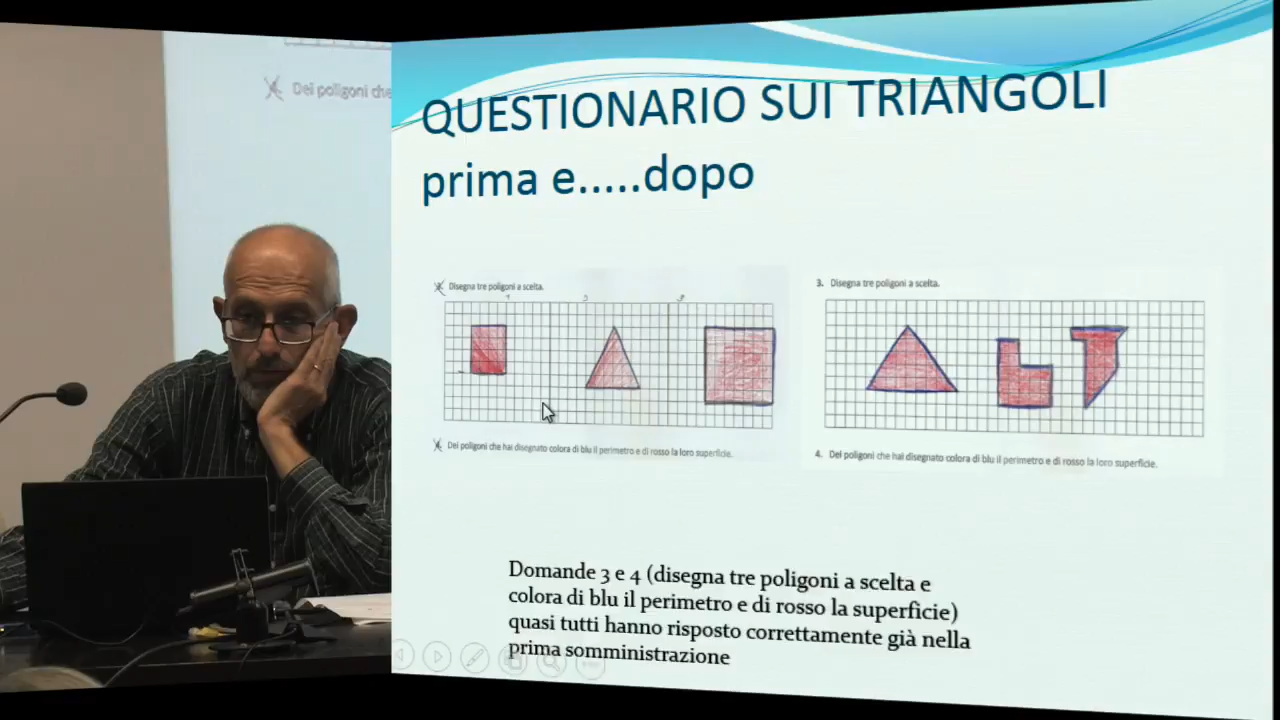 Dei poligoni che
QUESTIONARIO SUI TRIANGOLI
prima e.....dopo
Disegna tre poligoni a scelta.
Dei poligoni che hai disegnato colora di blu il perimetro e di rosso la loro superficie.
3. Disegna tre poligoni a scelta.
4. Dei poligoni che hai disegnato colora di blu il perimetro e di rosso la loro superficie.
Domande 3 e 4 (disegna tre poligoni a scelta e
colora di blu il perimetro e di rosso la superficie)
quasi tutti hanno risposto correttamente già nella
prima somministrazione